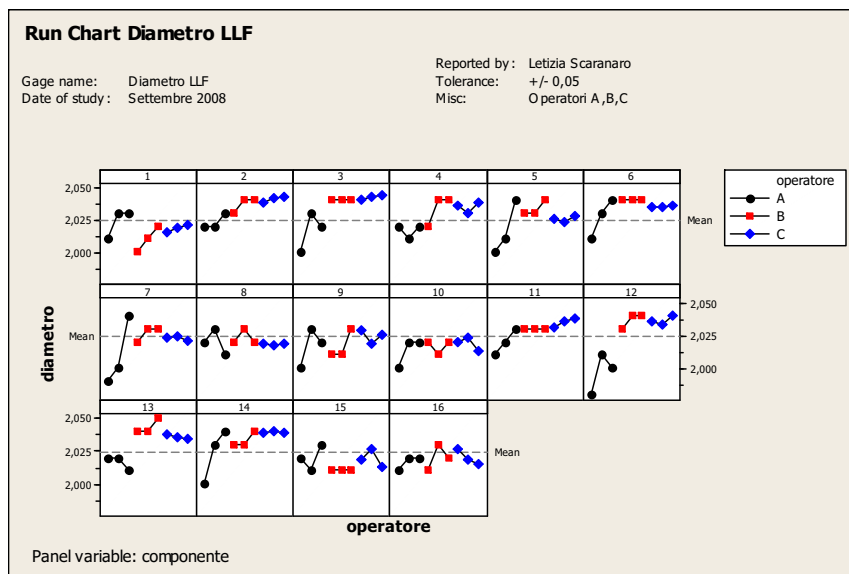 Run Chart Diametro LLF
Gage name: Diametro LLF
Date of study: Settembre 2008
Reported by: Letizia Scaranaro
Tolerance: +/- 0,05
Misc: Operatori A,B,C
1 2 3 4 5 6
2,050
2,025
2,000
Mean
operatore
A
B
C
7 8 9 10 11 12
Mean
2,050
2,025
2,000
diametro
13 14 15 16
2,050
2,025
2,000
Mean
operatore
Panel variable: componente